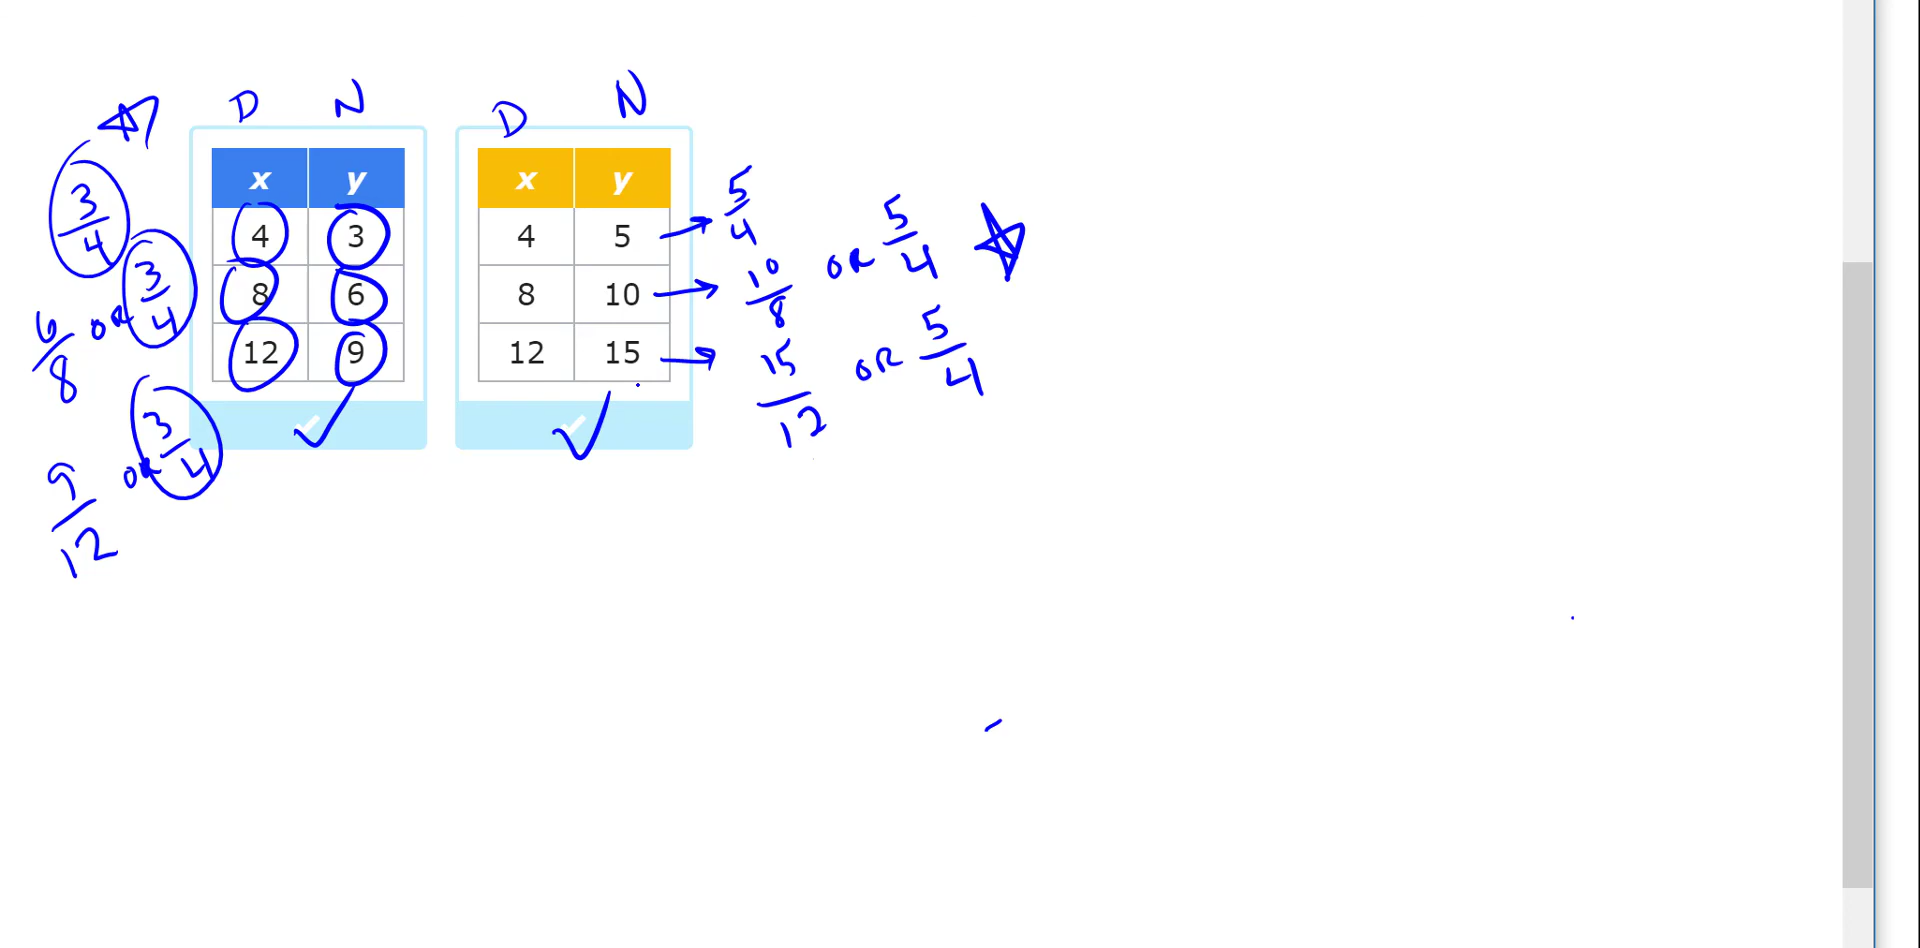 D N D N
x y x y
3/4 4 3 4 5 → 5/4
6/8 OR 3/4 8 6 8 10 → 10/8 OR 5/4
12 9 12 15 → 15/12 OR 5/4
9/12 OR 3/4